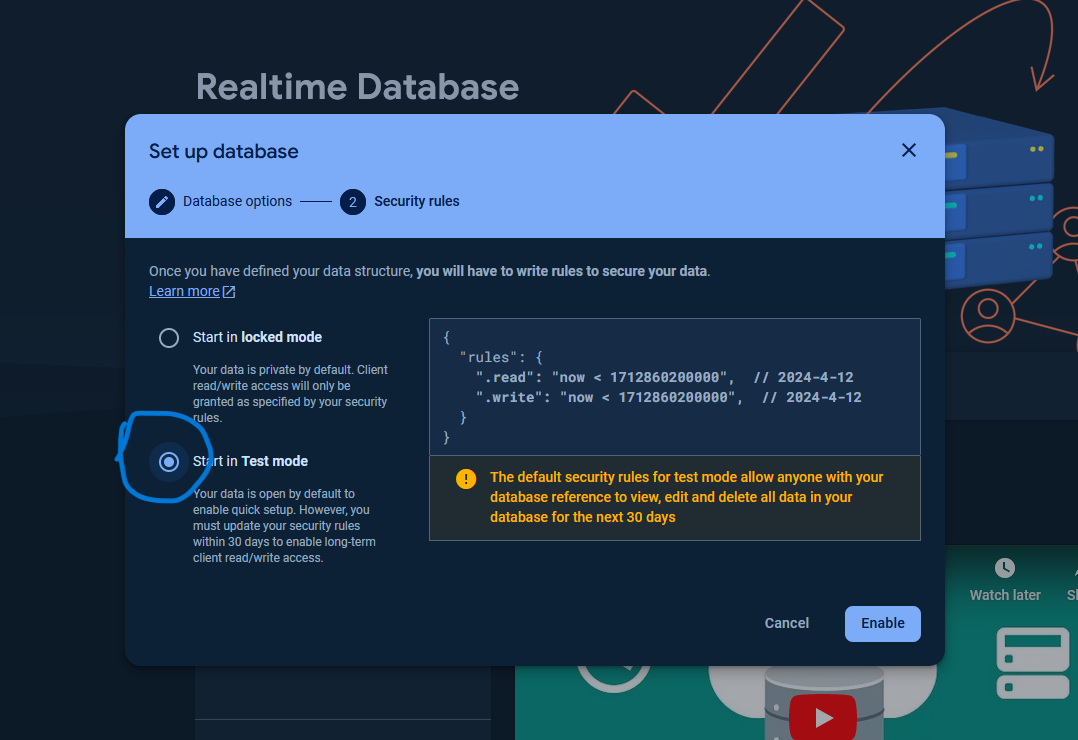 Realtime Database
Set up database
Database options
2 Security rules
Once you have defined your data structure, you will have to write rules to secure your data.
Learn more
Start in locked mode
Your data is private by default. Client
read/write access will only be
granted as specified by your security
rules.
Start in Test mode
Your data is open by default to
enable quick setup. However, you
must update your security rules
within 30 days to enable long-term
client read/write access.
{
"rules": {
".read": "now < 1712860200000",  // 2024-4-12
".write": "now < 1712860200000",  // 2024-4-12
}
}
The default security rules for test mode allow anyone with your
database reference to view, edit and delete all data in your
database for the next 30 days
Cancel
Enable
Watch later